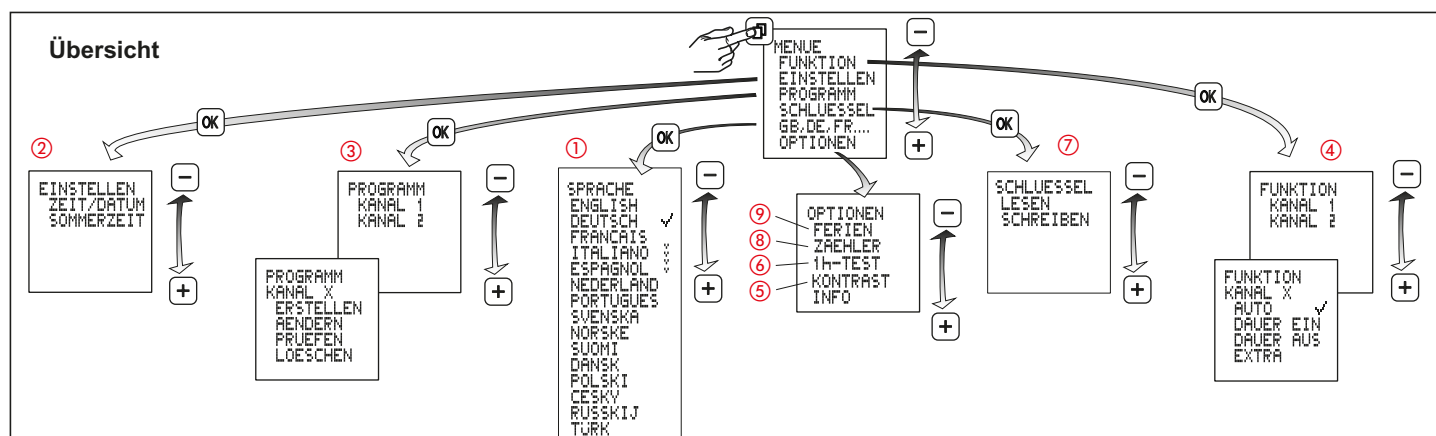 Übersicht
MENUE
FUNKTION
EINSTELLEN
PROGRAMM
SCHLUESSEL
GB,DE,FR....
OPTIONEN
−
+
OK
OK
OK
OK
OK
②
EINSTELLEN
ZEIT/DATUM
SOMMERZEIT
−
+
③
PROGRAMM
KANAL 1
KANAL 2
−
+
PROGRAMM
KANAL X
ERSTELLEN
AENDERN
PRUEFEN
LOESCHEN
①
SPRACHE
ENGLISH
DEUTSCH ✓
FRANCAIS
ITALIANO
ESPAGNOL
NEDERLAND
PORTUGUES
SVENSKA
NORSKE
SUOMI
DANSK
POLSKI
CESKY
RUSSKIJ
TÜRK
−
+
OPTIONEN
⑨ FERIEN
⑧ ZAEHLER
⑥ 1h-TEST
⑤ KONTRAST
INFO
−
+
⑦
SCHLUESSEL
LESEN
SCHREIBEN
−
+
④
FUNKTION
KANAL 1
KANAL 2
−
+
FUNKTION
KANAL X
AUTO ✓
DAUER EIN
DAUER AUS
EXTRA